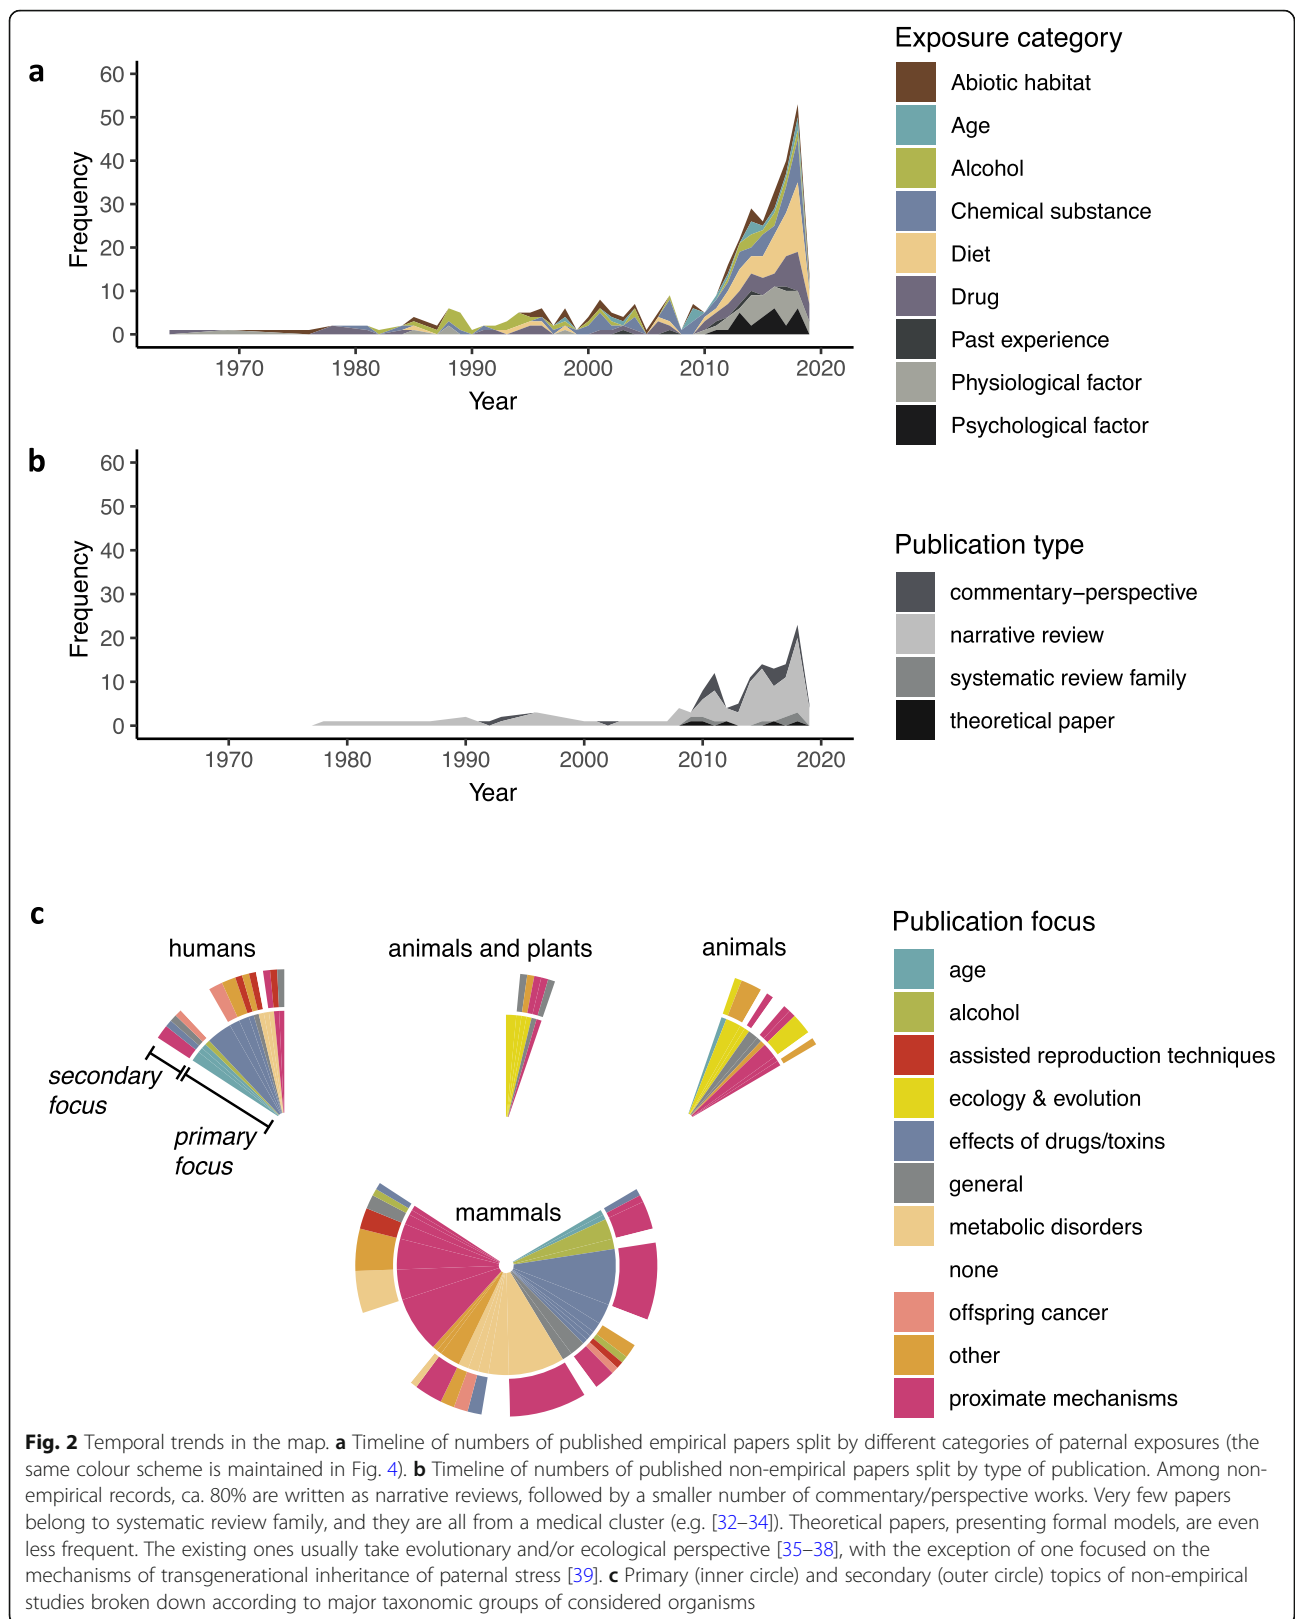 a
60
50
40
30
20
10
0
Frequency
1970 1980 1990 2000 2010 2020
Year
Exposure category
Abiotic habitat
Age
Alcohol
Chemical substance
Diet
Drug
Past experience
Physiological factor
Psychological factor
b
60
50
40
30
20
10
0
Frequency
1970 1980 1990 2000 2010 2020
Year
Publication type
commentary–perspective
narrative review
systematic review family
theoretical paper
c
humans
animals and plants
animals
secondary
focus
primary
focus
mammals
Publication focus
age
alcohol
assisted reproduction techniques
ecology & evolution
effects of drugs/toxins
general
metabolic disorders
none
offspring cancer
other
proximate mechanisms
Fig. 2 Temporal trends in the map. a Timeline of numbers of published empirical papers split by different categories of paternal exposures (the
same colour scheme is maintained in Fig. 4). b Timeline of numbers of published non-empirical papers split by type of publication. Among non-
empirical records, ca. 80% are written as narrative reviews, followed by a smaller number of commentary/perspective works. Very few papers
belong to systematic review family, and they are all from a medical cluster (e.g. [32–34]). Theoretical papers, presenting formal models, are even
less frequent. The existing ones usually take evolutionary and/or ecological perspective [35–38], with the exception of one focused on the
mechanisms of transgenerational inheritance of paternal stress [39]. c Primary (inner circle) and secondary (outer circle) topics of non-empirical
studies broken down according to major taxonomic groups of considered organisms